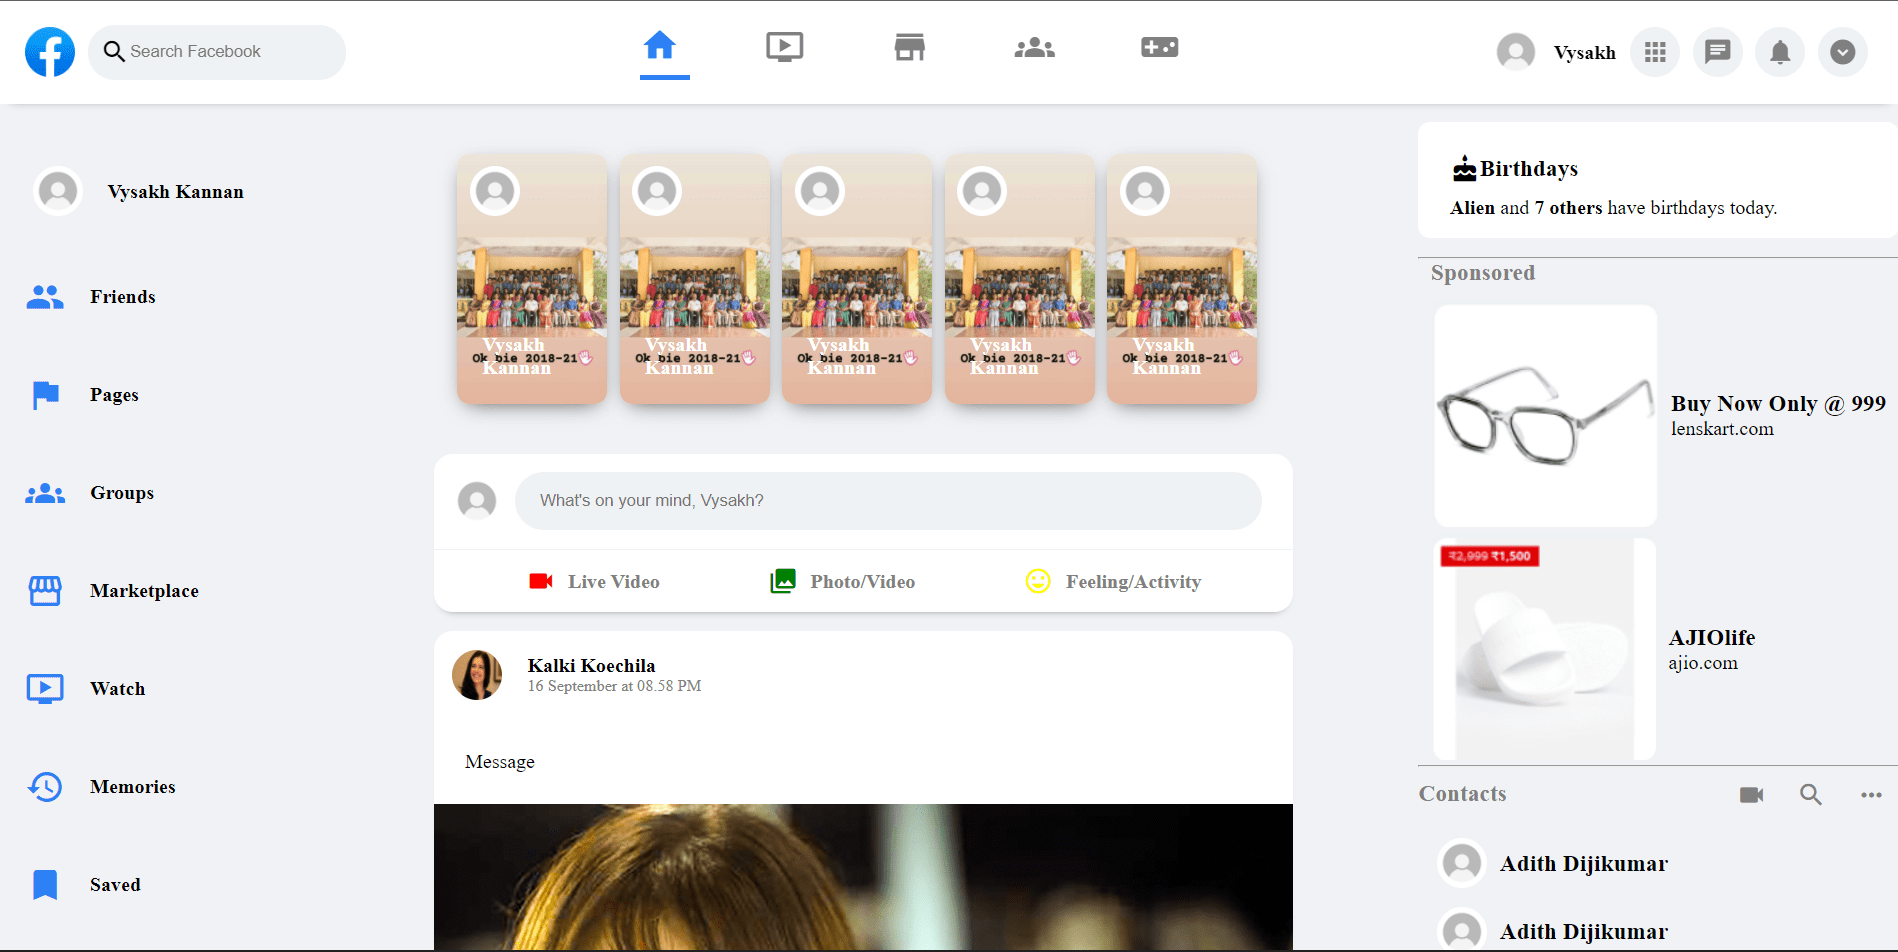 Search Facebook
Vysakh
Vysakh Kannan
Friends
Pages
Groups
Marketplace
Watch
Memories
Saved
Vysakh
Ok bie 2018-21
Kannan
Vysakh
Ok bie 2018-21
Kannan
Vysakh
Ok bie 2018-21
Kannan
Vysakh
Ok bie 2018-21
Kannan
Vysakh
Ok bie 2018-21
Kannan
What's on your mind, Vysakh?
Live Video
Photo/Video
Feeling/Activity
Kalki Koechila
16 September at 08.58 PM
Message
Birthdays
Alien and 7 others have birthdays today.
Sponsored
Buy Now Only @ 999
lenskart.com
₹2,999 ₹1,500
AJIOlife
ajio.com
Contacts
Adith Dijikumar
Adith Dijikumar